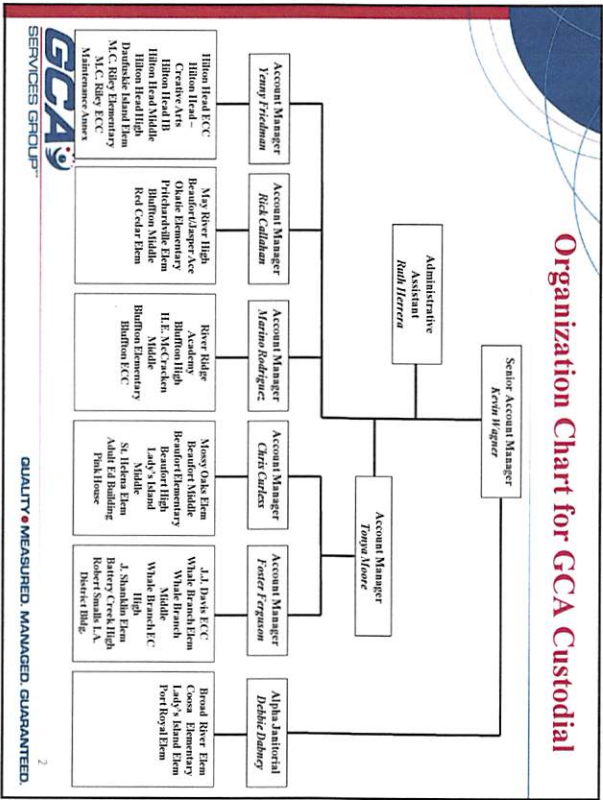 Organization Chart for GCA Custodial
Senior Account Manager
Kevin Wagner
Administrative
Assistant
Ruth Herrera
Account Manager
Tonya Moore
Account Manager
Yenny Friedman
Account Manager
Rick Callahan
Account Manager
Marino Rodriguez
Account Manager
Chris Curless
Account Manager
Foster Ferguson
Alpha Janitorial
Debbie Dabney
Hilton Head ECC
Hilton Head –
Creative Arts
Hilton Head IB
Hilton Head Middle
Hilton Head High
Daufuskie Island Elem
M.C. Riley Elementary
M.C. Riley ECC
Maintenance Annex
May River High
Beaufort/Jasper Ace
Okatie Elementary
Pritchardville Elem
Bluffton Middle
Red Cedar Elem
River Ridge
Academy
Bluffton High
H.E. McCracken
Middle
Bluffton Elementary
Bluffton ECC
Mossy Oaks Elem
Beaufort Middle
Beaufort Elementary
Beaufort High
Lady's Island
Middle
St. Helena Elem
Adult Ed Building
Pink House
J.J. Davis ECC
Whale Branch Elem
Whale Branch
Middle
Whale Branch EC
High
J. Shanklin Elem
Battery Creek High
Robert Smalls I.A.
District Bldg.
Broad River Elem
Coosa Elementary
Lady's Island Elem
Port Royal Elem
GCA
SERVICES GROUP
QUALITY • MEASURED. MANAGED. GUARANTEED.
2